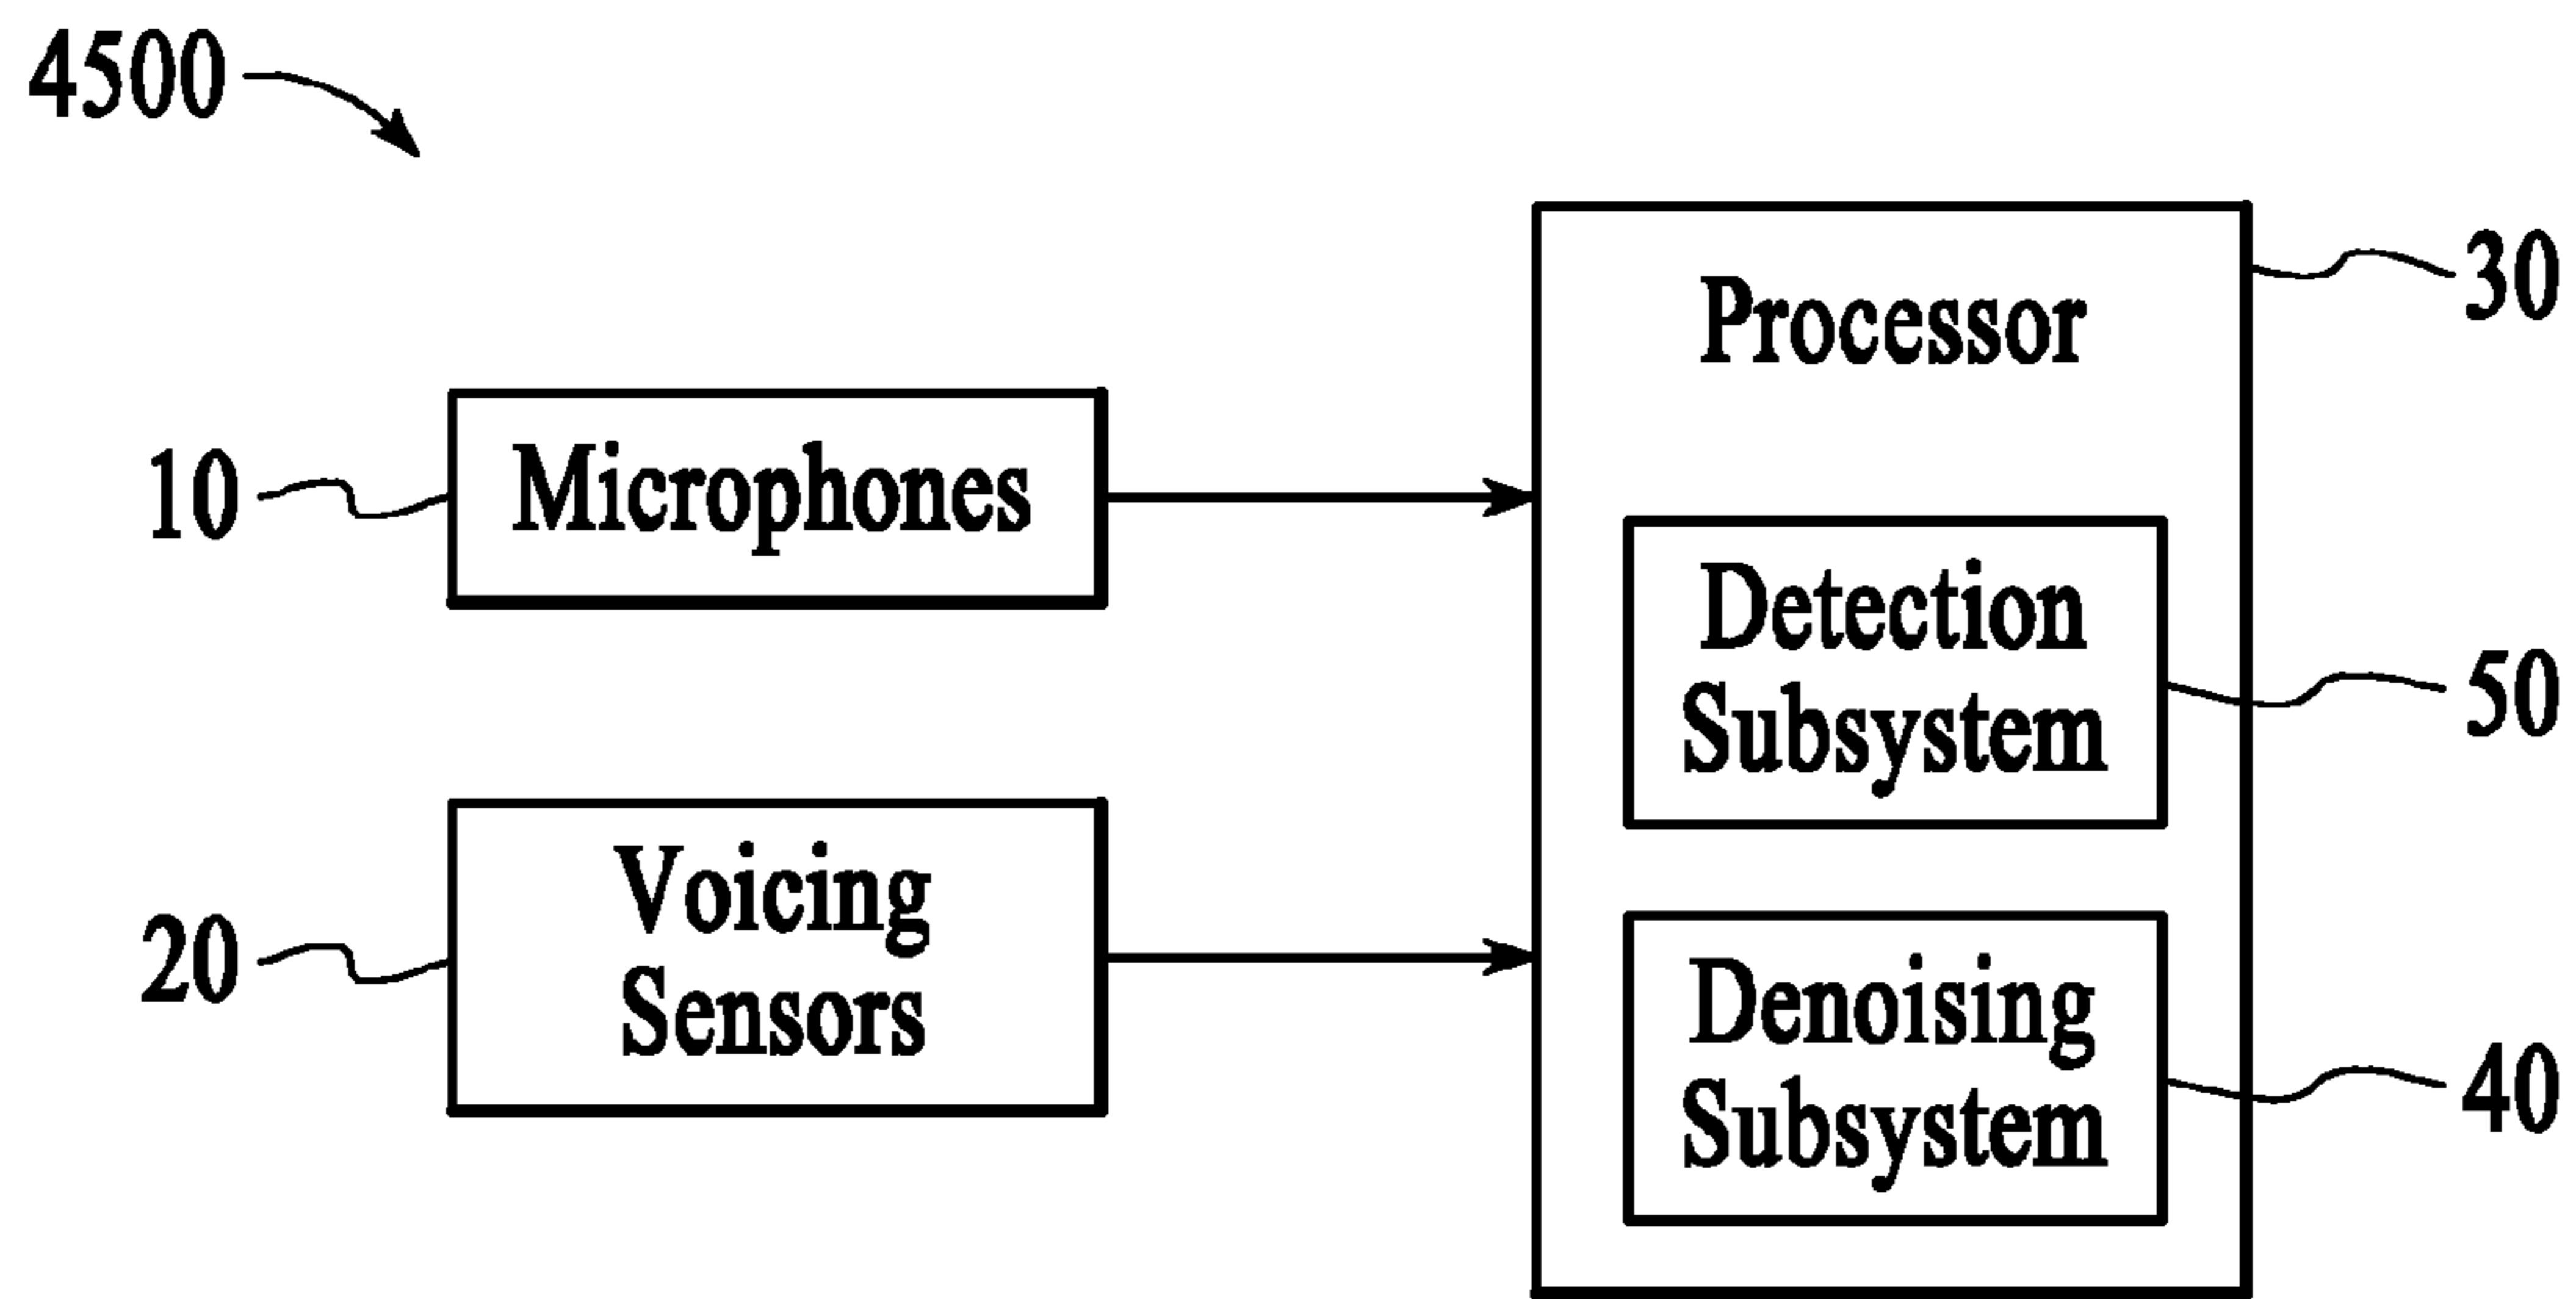 4500
Processor
30
10
Microphones
Detection
Subsystem
50
20
Voicing
Sensors
Denoising
Subsystem
40